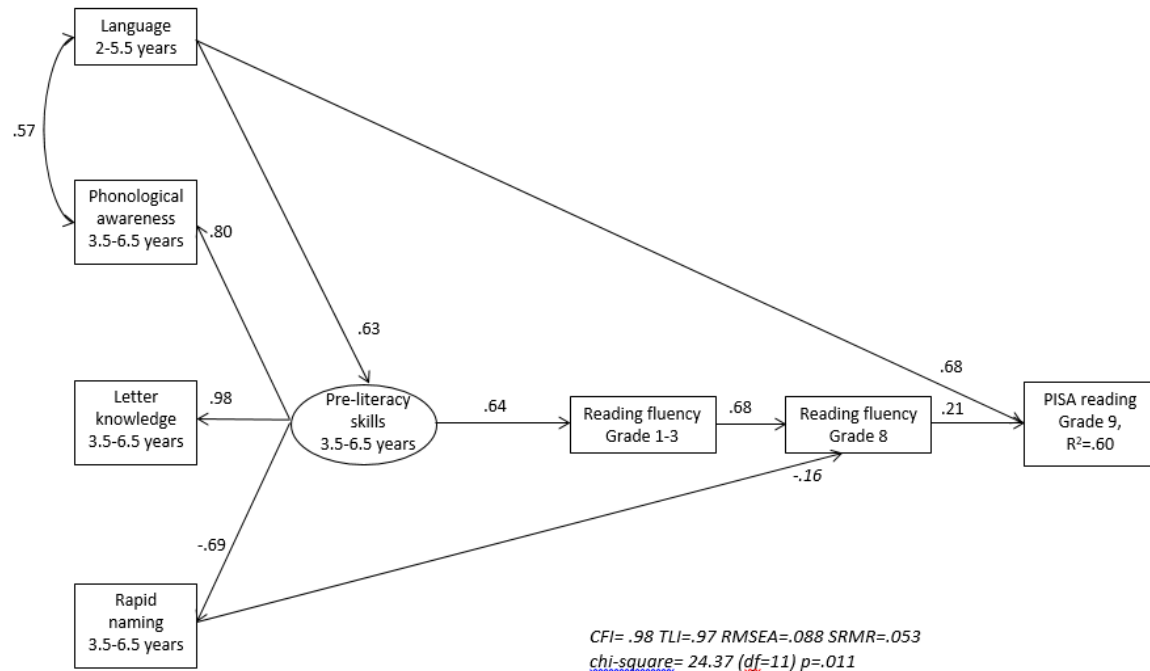 Language
2-5.5 years
.57
Phonological
awareness
3.5-6.5 years
.80
.63
.68
Letter
knowledge
3.5-6.5 years
.98
Pre-literacy
skills
3.5-6.5 years
.64
Reading fluency
Grade 1-3
.68
Reading fluency
Grade 8
.21
PISA reading
Grade 9,
R²=.60
-.16
-.69
Rapid
naming
3.5-6.5 years
CFI= .98 TLI=.97 RMSEA=.088 SRMR=.053
chi-square= 24.37 (df=11) p=.011